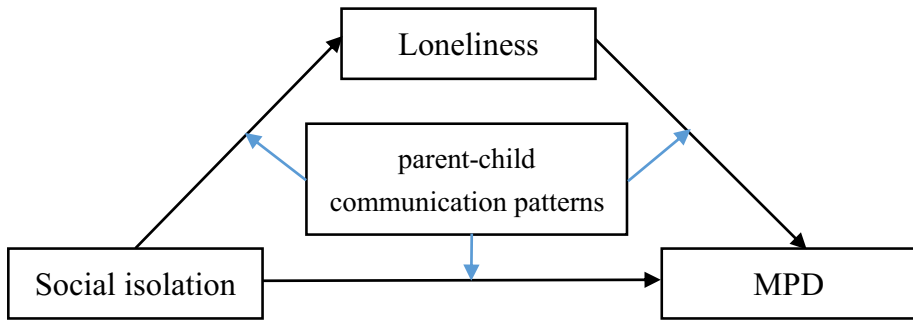 Loneliness
parent-child
communication patterns
Social isolation
MPD